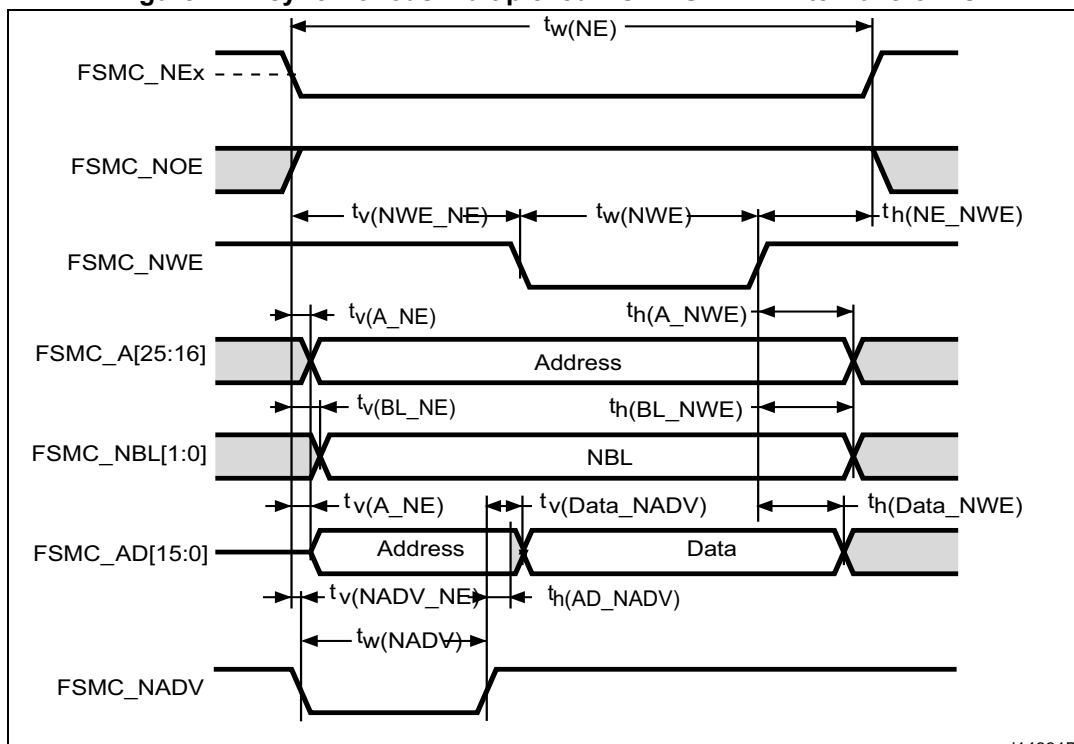 tw(NE)
FSMC_NEx
FSMC_NOE
tv(NWE_NE)
tw(NWE)
th(NE_NWE)
FSMC_NWE
tv(A_NE)
th(A_NWE)
FSMC_A[25:16]
Address
tv(BL_NE)
th(BL_NWE)
FSMC_NBL[1:0]
NBL
tv(A_NE)
tv(Data_NADV)
th(Data_NWE)
FSMC_AD[15:0]
Address
Data
tv(NADV_NE)
th(AD_NADV)
tw(NADV)
FSMC_NADV